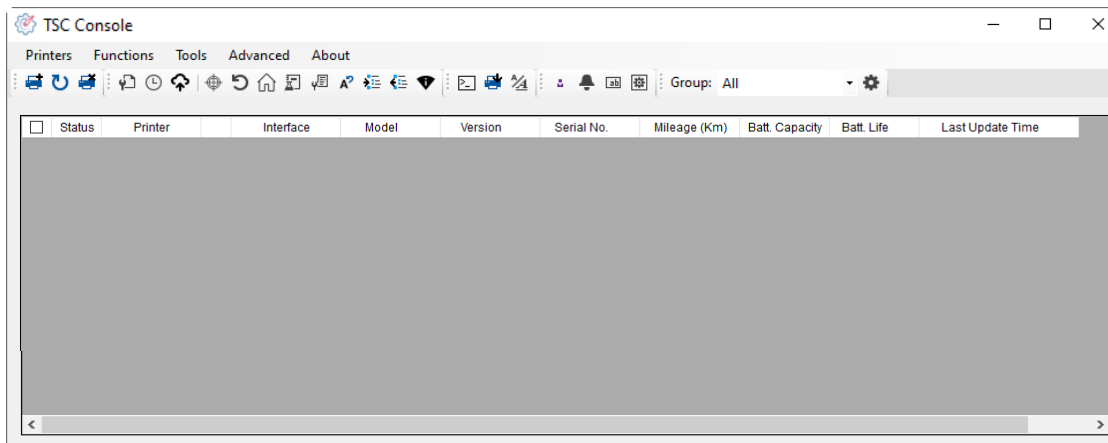 TSC Console
Printers Functions Tools Advanced About
Group: All
Status Printer Interface Model Version Serial No. Mileage (Km) Batt. Capacity Batt. Life Last Update Time